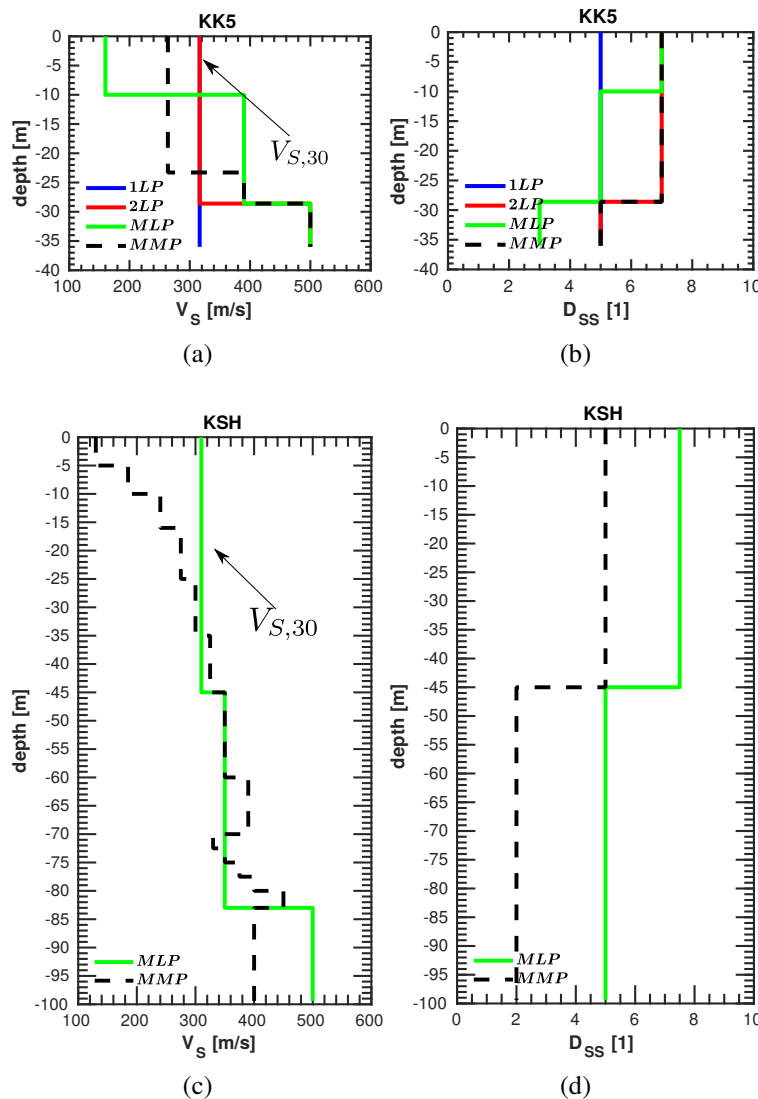 KK5
0
-5
-10
-15
-20
-25
-30
-35
-40
depth [m]
V_{S,30}
1LP
2LP
MLP
MMP
100 200 300 400 500 600
V_S [m/s]
(a)
KK5
0
-5
-10
-15
-20
-25
-30
-35
-40
depth [m]
1LP
2LP
MLP
MMP
0 2 4 6 8 10
D_{SS} [1]
(b)
KSH
0
-5
-10
-15
-20
-25
-30
-35
-40
-45
-50
-55
-60
-65
-70
-75
-80
-85
-90
-95
-100
depth [m]
V_{S,30}
MLP
MMP
100 200 300 400 500 600
V_S [m/s]
(c)
KSH
0
-5
-10
-15
-20
-25
-30
-35
-40
-45
-50
-55
-60
-65
-70
-75
-80
-85
-90
-95
-100
depth [m]
MLP
MMP
0 2 4 6 8 10
D_{SS} [1]
(d)